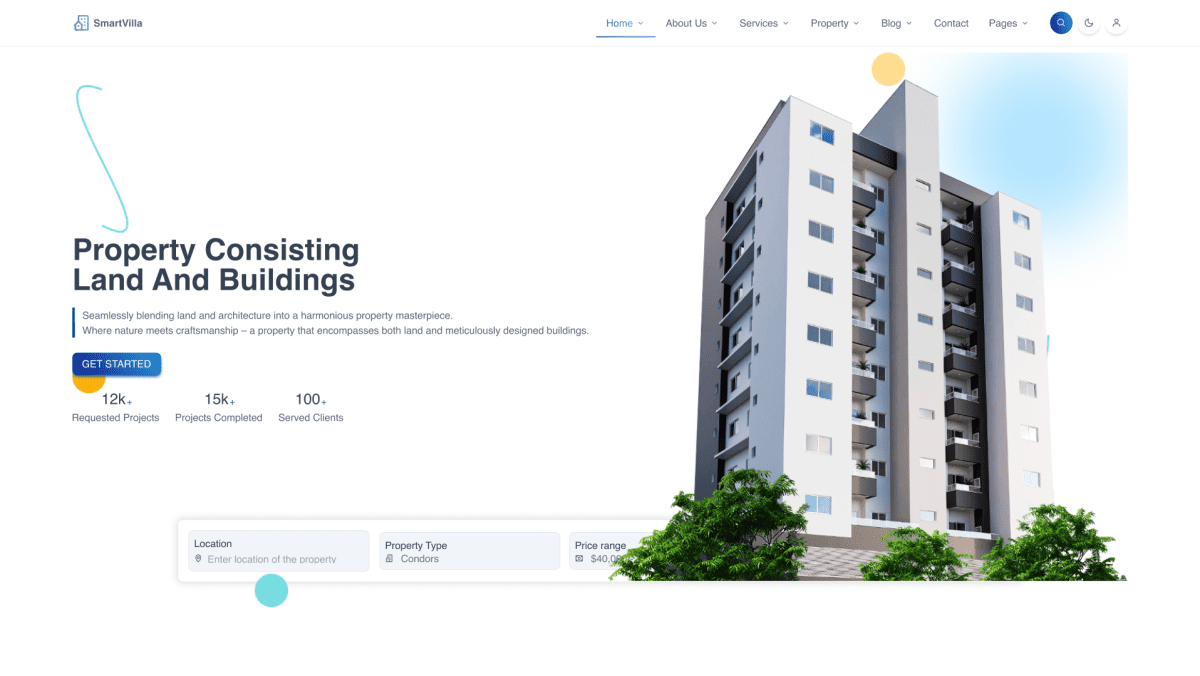 SmartVilla
Home
About Us
Services
Property
Blog
Contact
Pages
Property Consisting
Land And Buildings
Seamlessly blending land and architecture into a harmonious property masterpiece.
Where nature meets craftsmanship – a property that encompasses both land and meticulously designed buildings.
GET STARTED
12k+
Requested Projects
15k+
Projects Completed
100+
Served Clients
Location
Enter location of the property
Property Type
Condors
Price range